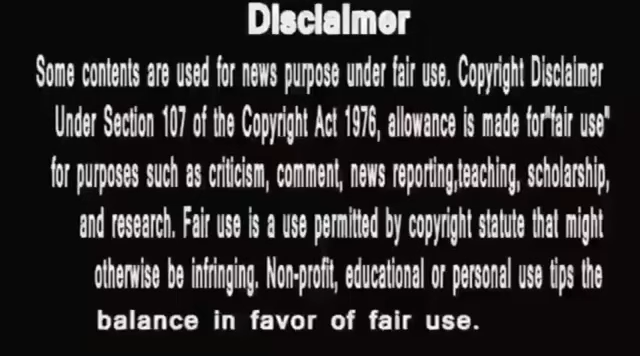 Disclaimer
Some contents are used for news purpose under fair use. Copyright Disclaimer
Under Section 107 of the Copyright Act 1976, allowance is made for"fair use"
for purposes such as criticism, comment, news reporting,teaching, scholarship,
and research. Fair use is a use permitted by copyright statute that might
otherwise be infringing. Non-profit, educational or personal use tips the
balance in favor of fair use.